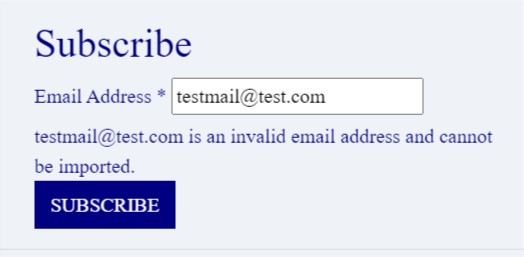 Subscribe
Email Address * testmail@test.com
testmail@test.com is an invalid email address and cannot
be imported.
SUBSCRIBE